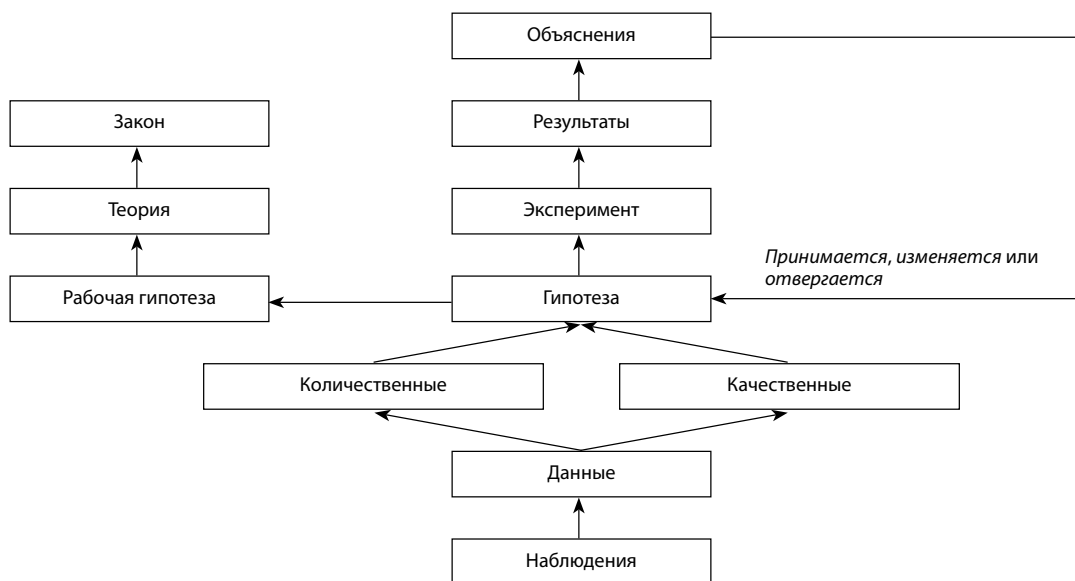 Объяснения
Закон
Результаты
Теория
Эксперимент
Принимается, изменяется или
отвергается
Рабочая гипотеза
Гипотеза
Количественные
Качественные
Данные
Наблюдения